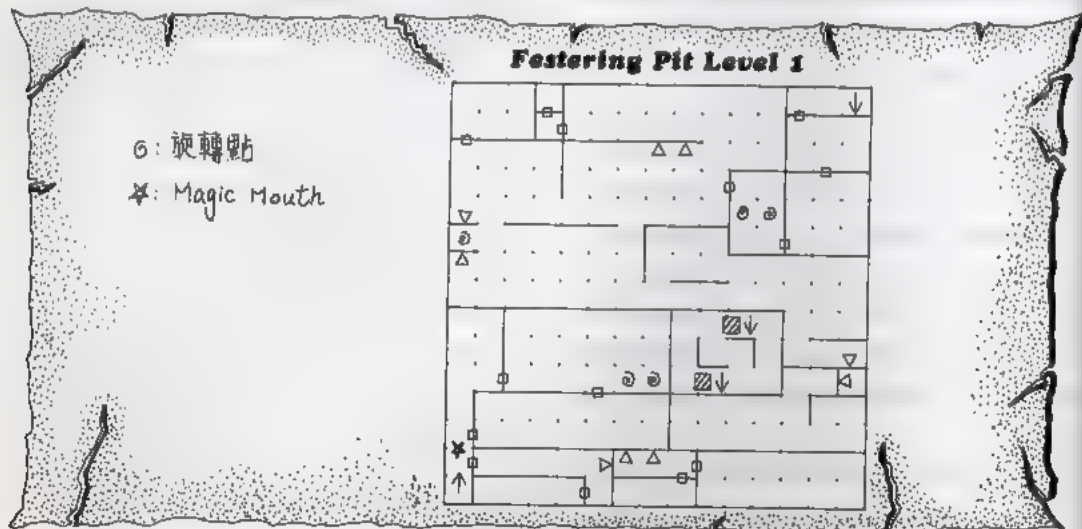 Festering Pit Level 1
: 旋轉點
: Magic Mouth